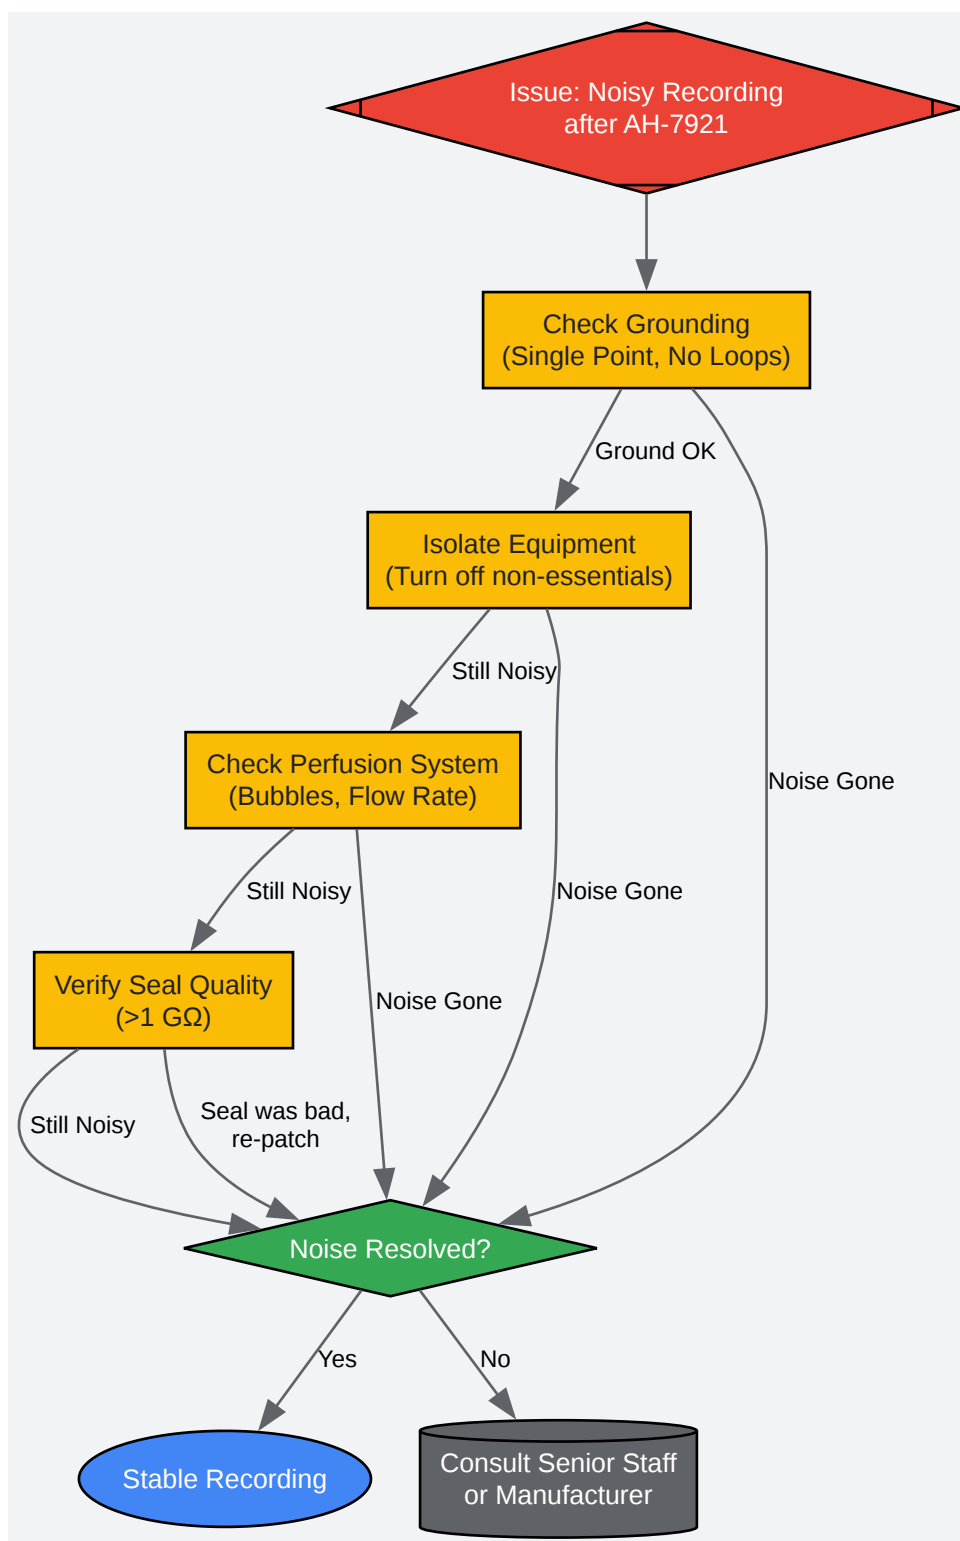 Issue: Noisy Recording
after AH-7921
Check Grounding
(Single Point, No Loops)
Ground OK
Isolate Equipment
(Turn off non-essentials)
Still Noisy
Check Perfusion System
(Bubbles, Flow Rate)
Noise Gone
Still Noisy
Noise Gone
Verify Seal Quality
(>1 GΩ)
Noise Gone
Still Noisy
Seal was bad,
re-patch
Noise Resolved?
Yes
No
Stable Recording
Consult Senior Staff
or Manufacturer